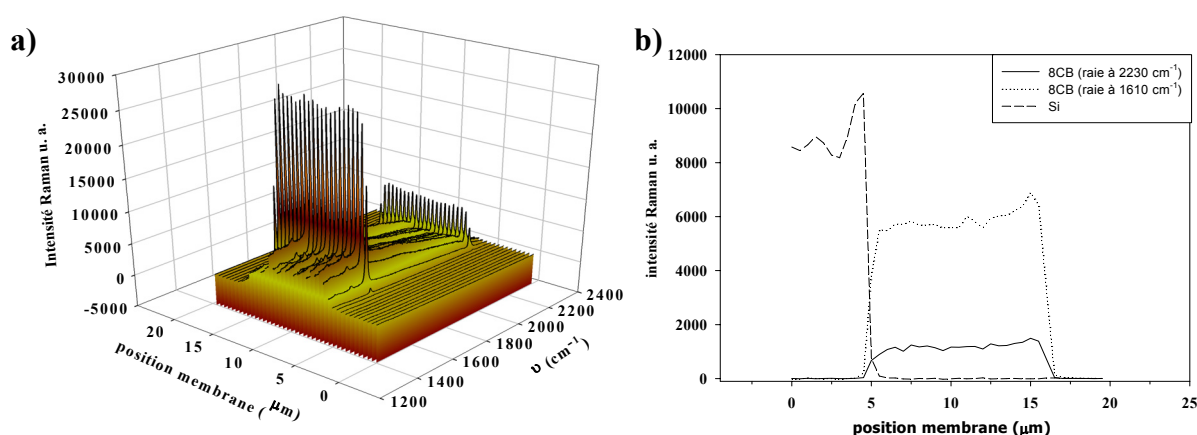 a)
Intensité Raman u. a.
30000
25000
20000
15000
10000
5000
0
-5000
20
15
10
5
0
position membrane (μm)
1200
1400
1600
1800
2000
2200
2400
υ (cm-1)
b)
intensité Raman u. a.
12000
10000
8000
6000
4000
2000
0
8CB (raie à 2230 cm-1)
8CB (raie à 1610 cm-1)
Si
0 5 10 15 20 25
position membrane (μm)